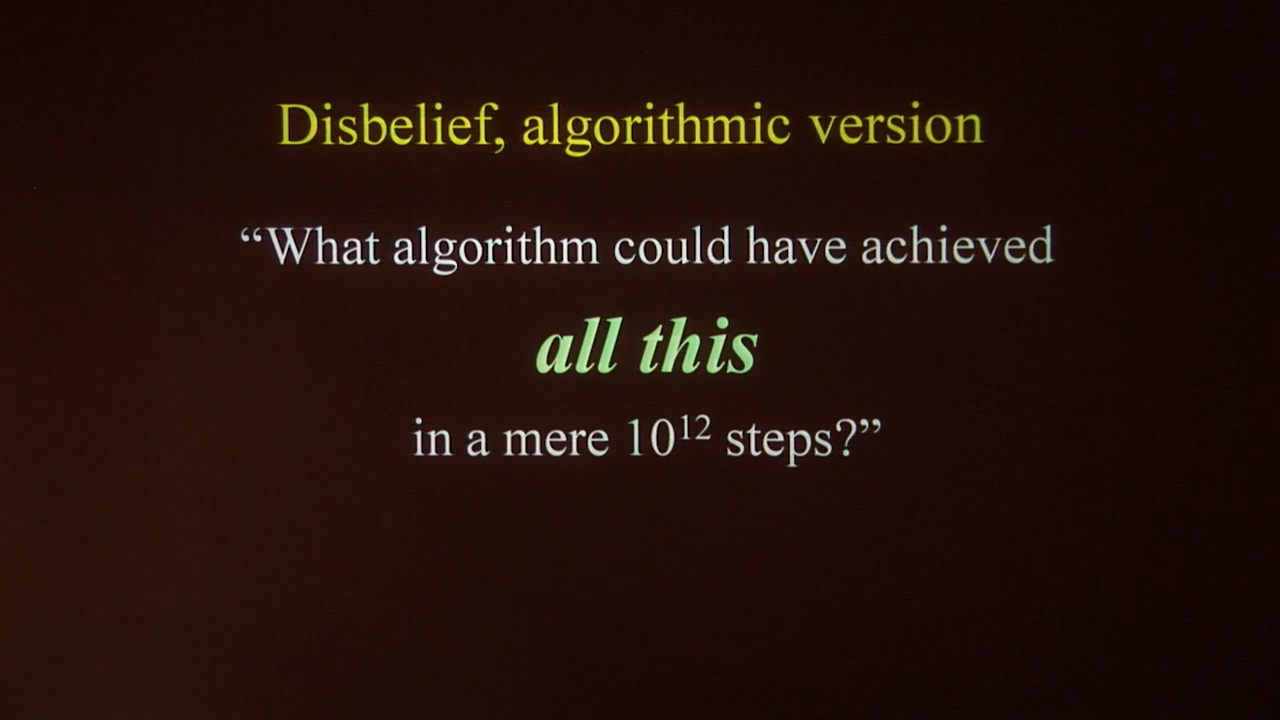 Disbelief, algorithmic version
“What algorithm could have achieved
all this
in a mere 10¹² steps?”